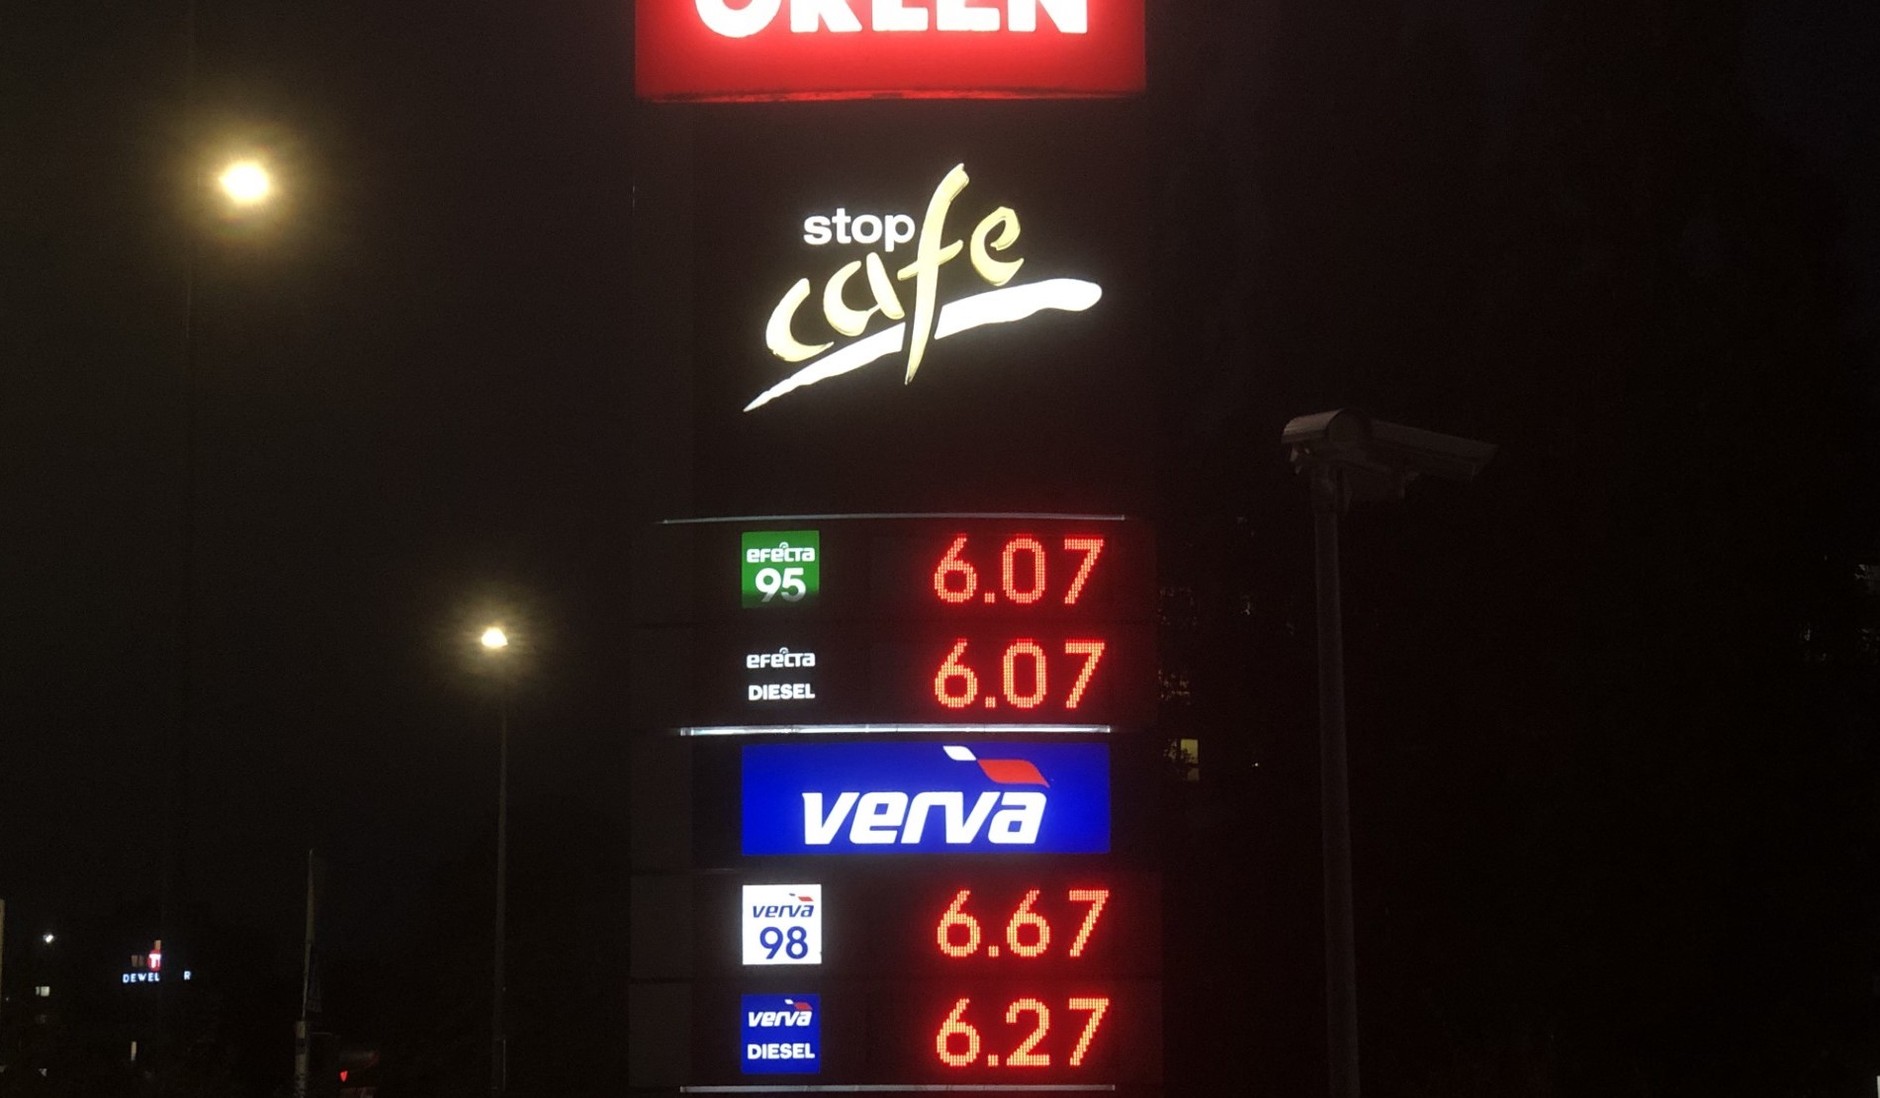 ORLEN
stop
cafe
efecta
95
6.07
efecta
DIESEL
6.07
verva
verva
98
6.67
verva
DIESEL
6.27